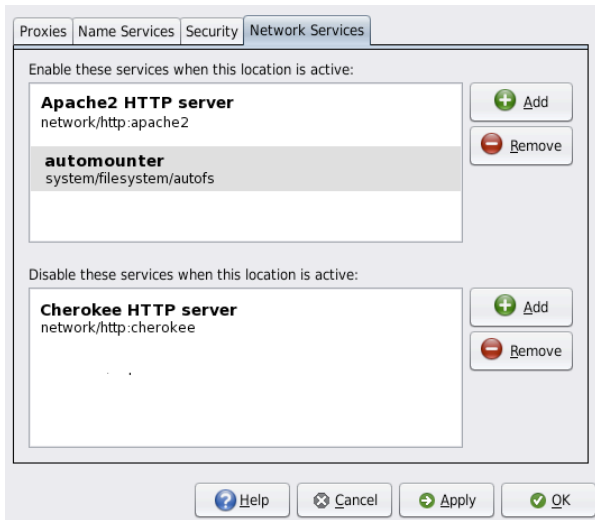 Proxies Name Services Security Network Services
Enable these services when this location is active:
Apache2 HTTP server
network/http:apache2
automounter
system/filesystem/autofs
Add
Remove
Disable these services when this location is active:
Cherokee HTTP server
network/http:cherokee
Add
Remove
Help Cancel Apply OK